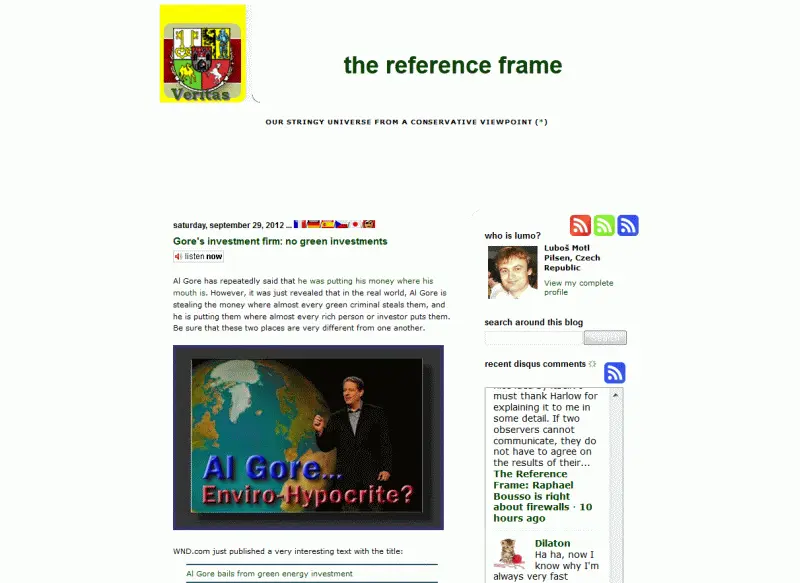 Veritas
the reference frame
OUR STRINGY UNIVERSE FROM A CONSERVATIVE VIEWPOINT (*)
saturday, september 29, 2012 ...
Gore's investment firm: no green investments
listen now
Al Gore has repeatedly said that he was putting his money where his
mouth is. However, it was just revealed that in the real world, Al Gore is
stealing the money where almost every green criminal steals them, and
he is putting them where almost every rich person or investor puts them.
Be sure that these two places are very different from one another.
Al Gore...
Enviro-Hypocrite?
WND.com just published a very interesting text with the title:
Al Gore bails from green energy investment
who is lumo?
Luboš Motl
Pilsen, Czech
Republic
View my complete
profile
search around this blog
Search
recent disqus comments
must thank Harlow for
explaining it to me in
some detail. If two
observers cannot
communicate, they do
not have to agree on
the results of their...
The Reference
Frame: Raphael
Bousso is right
about firewalls · 10
hours ago
Dilaton
Ha ha, now I
know why I'm
always very fast